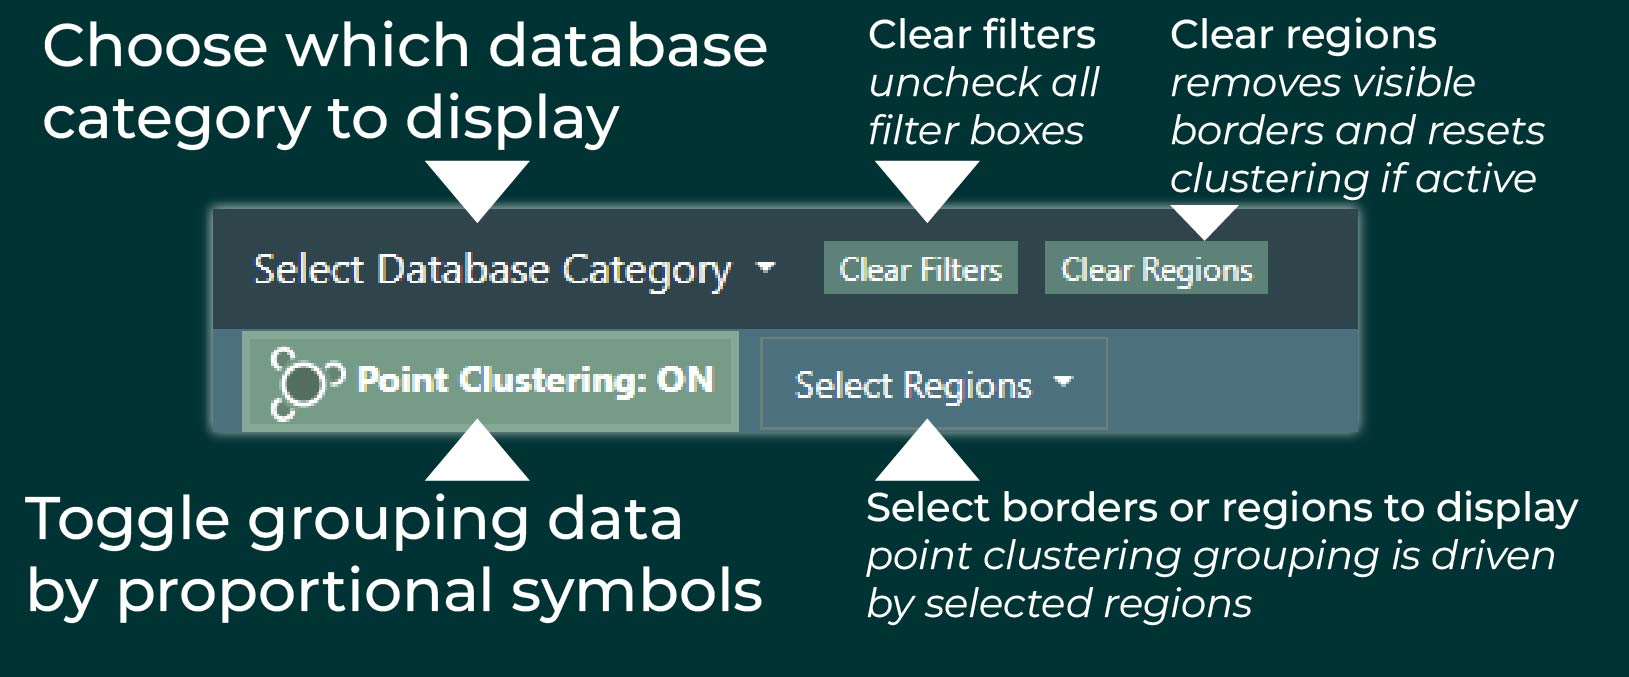 Choose which database
category to display
Clear filters
uncheck all
filter boxes
Clear regions
removes visible
borders and resets
clustering if active
Select Database Category
Clear Filters
Clear Regions
Point Clustering: ON
Select Regions
Toggle grouping data
by proportional symbols
Select borders or regions to display
point clustering grouping is driven
by selected regions